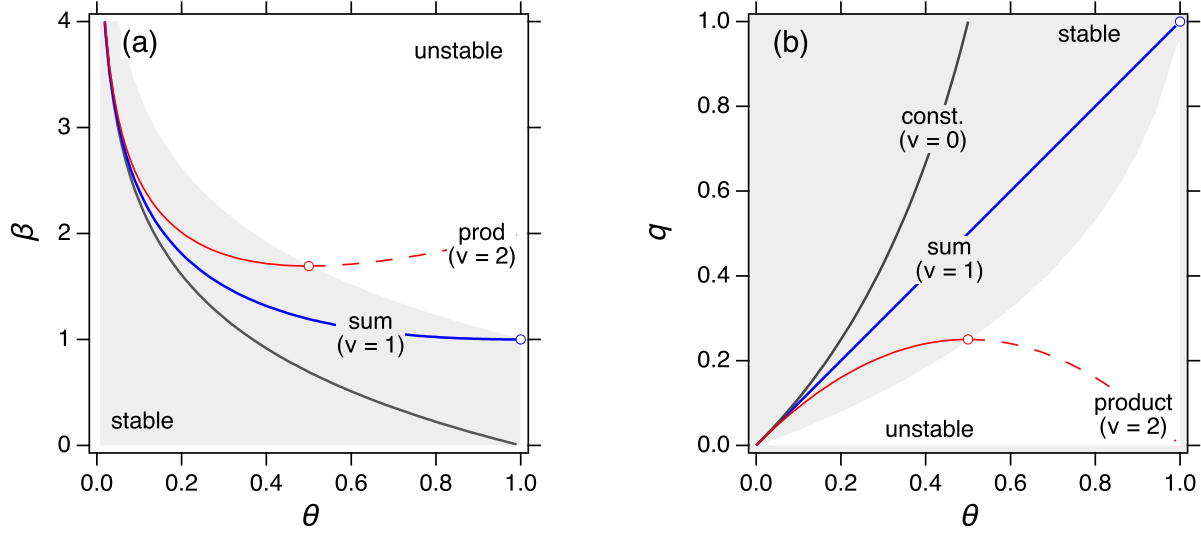 (a)
unstable
4
3
2
1
0
β
prod
(v = 2)
sum
(v = 1)
stable
0.0 0.2 0.4 0.6 0.8 1.0
θ
(b)
stable
1.0
0.8
0.6
0.4
0.2
0.0
q
const.
(v = 0)
sum
(v = 1)
product
(v = 2)
unstable
0.0 0.2 0.4 0.6 0.8 1.0
θ